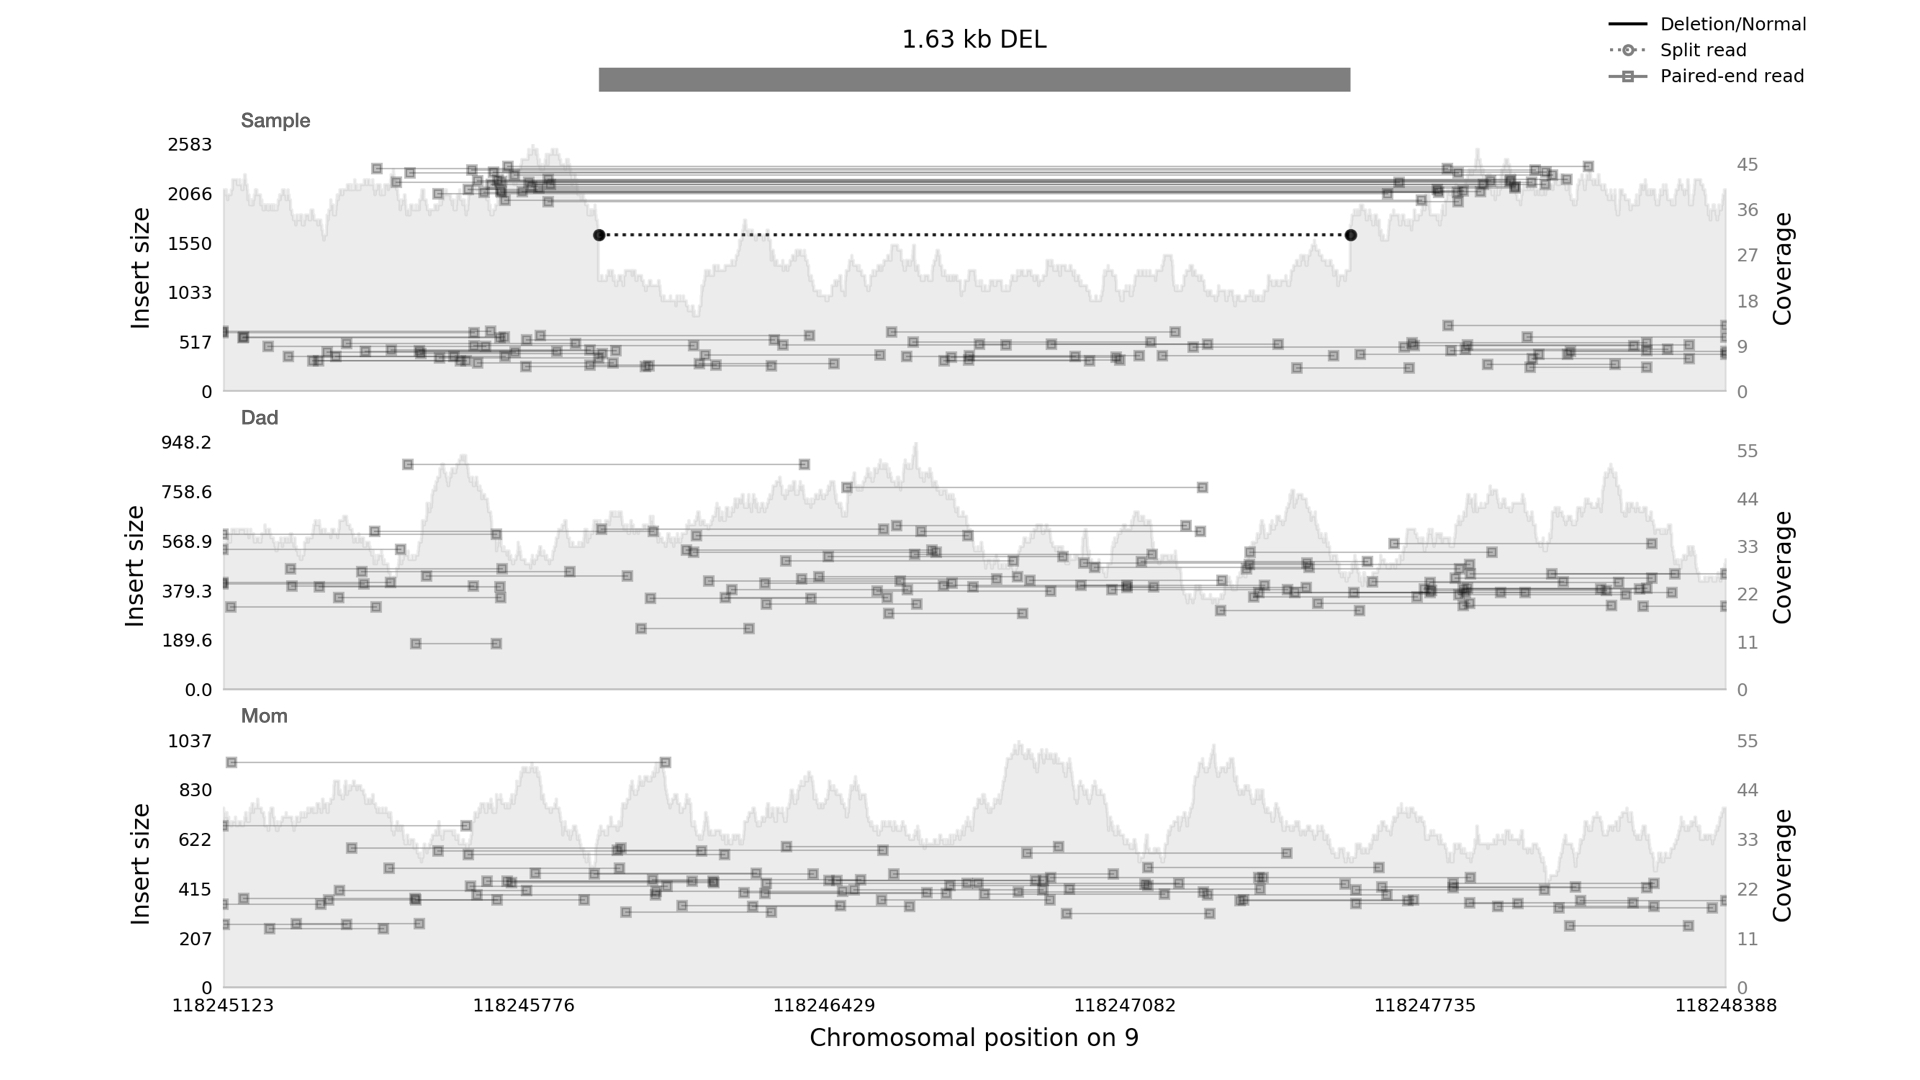 1.63 kb DEL
Deletion/Normal
Split read
Paired-end read
Sample
2583
2066
1550
1033
517
0
Insert size
45
36
27
18
9
0
Coverage
Dad
948.2
758.6
568.9
379.3
189.6
0.0
Insert size
55
44
33
22
11
0
Coverage
Mom
1037
830
622
415
207
0
Insert size
55
44
33
22
11
0
Coverage
118245123 118245776 118246429 118247082 118247735 118248388
Chromosomal position on 9